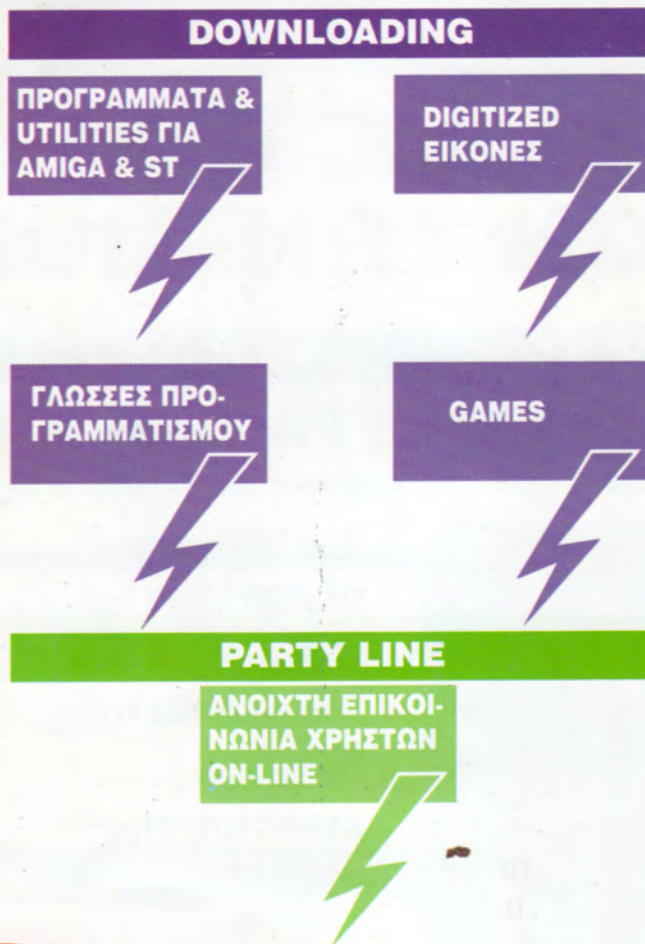 DOWNLOADING
ΠΡΟΓΡΑΜΜΑΤΑ &
UTILITIES ΓΙΑ
AMIGA & ST
DIGITIZED
ΕΙΚΟΝΕΣ
ΓΛΩΣΣΕΣ ΠΡΟ-
ΓΡΑΜΜΑΤΙΣΜΟΥ
GAMES
PARTY LINE
ΑΝΟΙΧΤΗ ΕΠΙΚΟΙ-
ΝΩΝΙΑ ΧΡΗΣΤΩΝ
ON-LINE